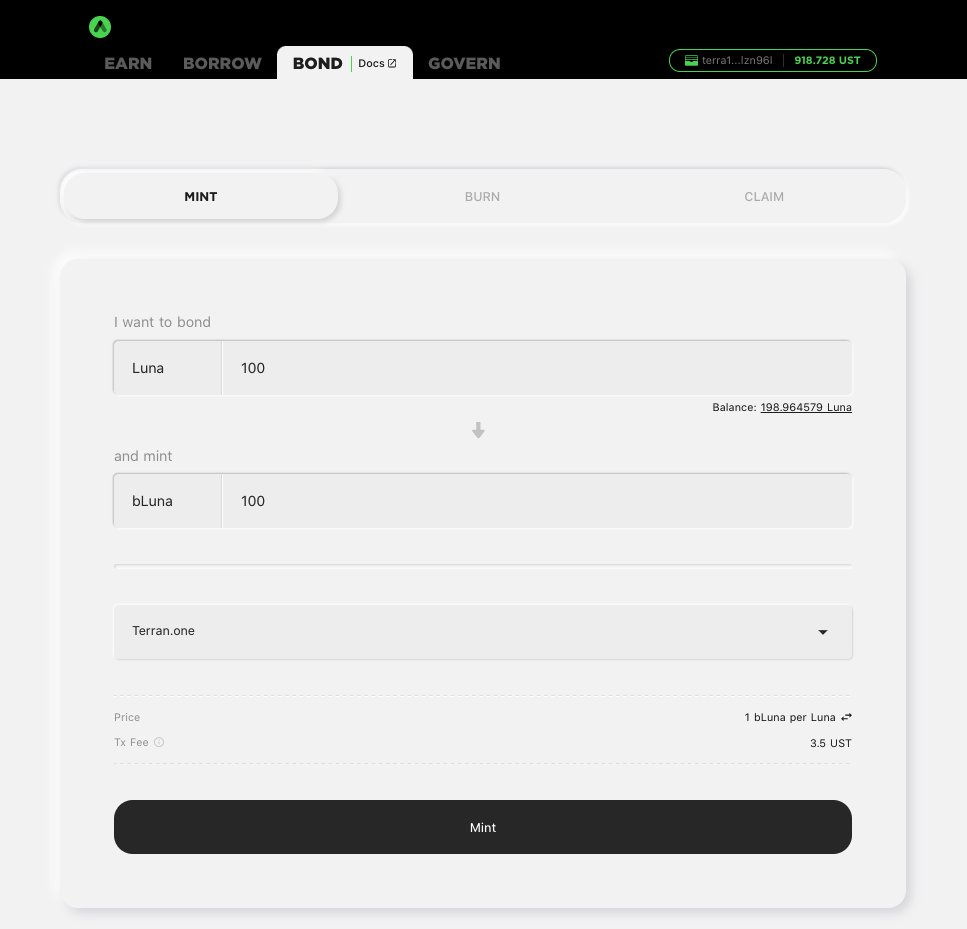 EARN BORROW BOND Docs GOVERN terra1...lzn96l 918.728 UST
MINT BURN CLAIM
I want to bond
Luna 100
Balance: 198.964579 Luna
and mint
bLuna 100
Terran.one
Price 1 bLuna per Luna
Tx Fee 3.5 UST
Mint